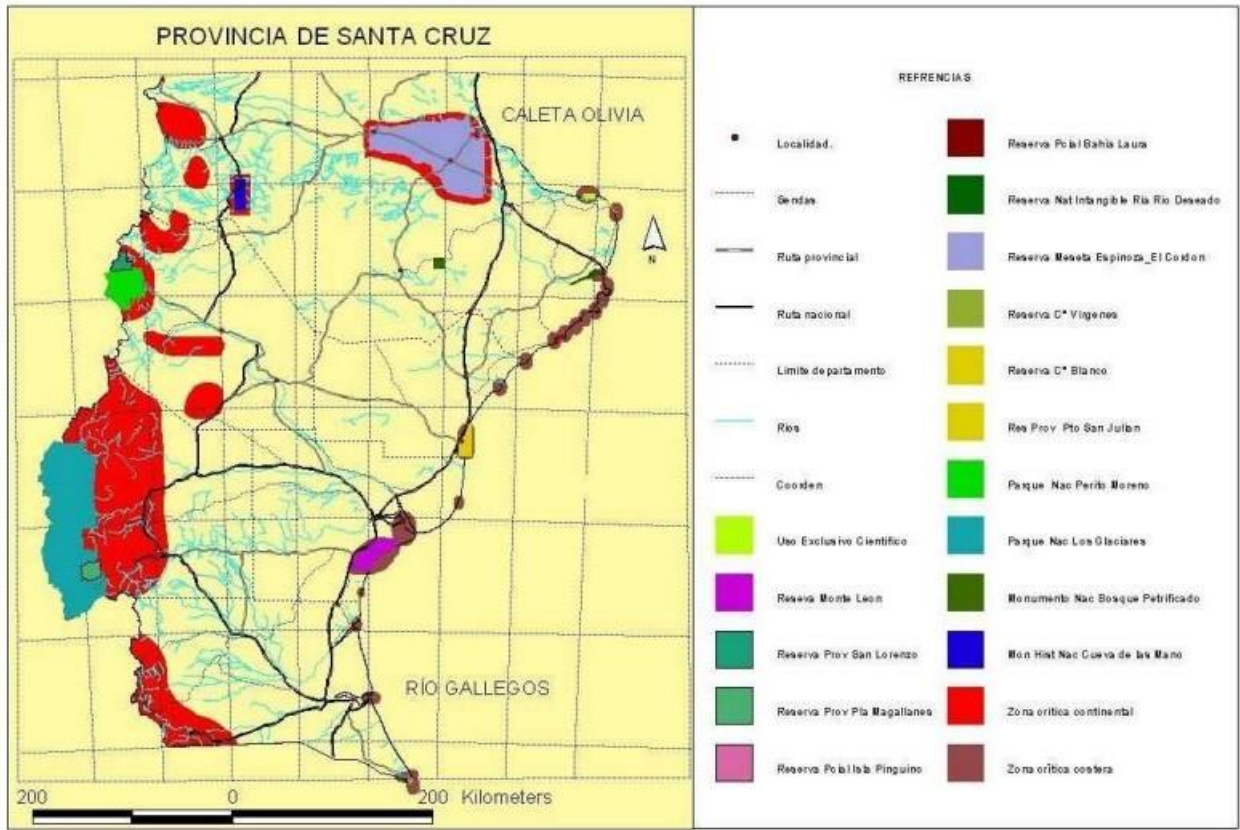 PROVINCIA DE SANTA CRUZ
CALETA OLIVIA
N
RÍO GALLEGOS
200 0 200 Kilometers
REFRENCIAS
Localidad.
Sendas
Ruta provincial
Ruta nacional
Limite departamento
Rios
Coorden
Uso Exclusivo Cientifico
Reseva Monte Leon
Reserva Prov San Lorenzo
Reserva Prov Pla Magallanes
Reserva Pcial Isla Pinguino
Reserva Pcial Bahia Laura
Reserva Nat Intangible Ria Rio Deseado
Reserva Meseta Espinoza_El Cordon
Reserva Cº Virgenes
Reserva Cº Blanco
Res Prov Pto San Julian
Parque Nac Perito Moreno
Parque Nac Los Glaciares
Monumento Nac Bosque Petrificado
Mon Hist Nac Cueva de las Mano
Zona critica continental
Zona critica costera